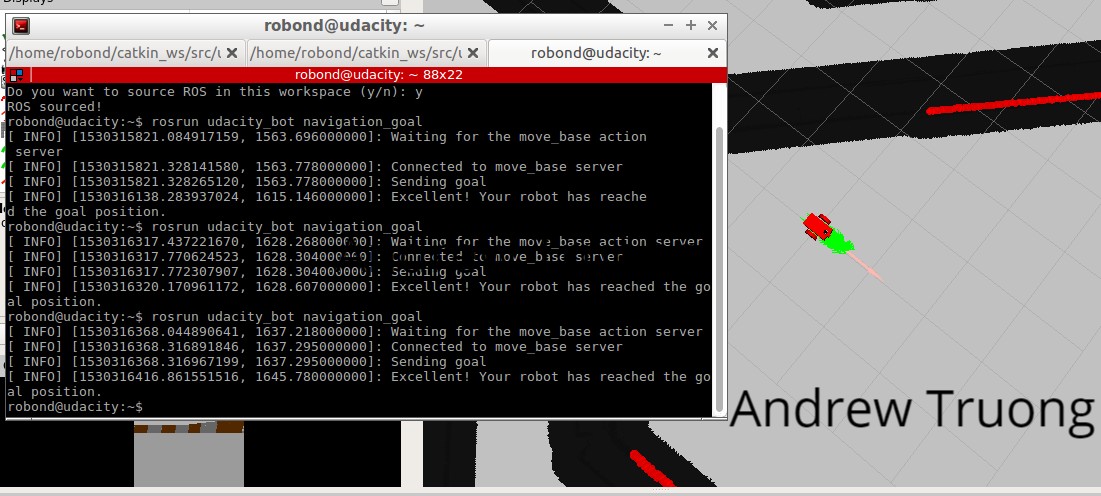 Displays
robond@udacity: ~
/home/robond/catkin_ws/src/u
/home/robond/catkin_ws/src/u
robond@udacity: ~
robond@udacity: ~ 88x22
Do you want to source ROS in this workspace (y/n): y
ROS sourced!
robond@udacity:~$ rosrun udacity_bot navigation_goal
[ INFO] [1530315821.084917159, 1563.696000000]: Waiting for the move_base action
 server
[ INFO] [1530315821.328141580, 1563.778000000]: Connected to move_base server
[ INFO] [1530315821.328265120, 1563.778000000]: Sending goal
[ INFO] [1530316138.283937024, 1615.146000000]: Excellent! Your robot has reache
d the goal position.
robond@udacity:~$ rosrun udacity_bot navigation_goal
[ INFO] [1530316317.437221670, 1628.268000000]: Waiting for the move_base action server
[ INFO] [1530316317.770624523, 1628.304000000]: Connected to move_base server
[ INFO] [1530316317.772307907, 1628.304000000]: Sending goal
[ INFO] [1530316320.170961172, 1628.607000000]: Excellent! Your robot has reached the go
al position.
robond@udacity:~$ rosrun udacity_bot navigation_goal
[ INFO] [1530316368.044890641, 1637.218000000]: Waiting for the move_base action server
[ INFO] [1530316368.316891846, 1637.295000000]: Connected to move_base server
[ INFO] [1530316368.316967199, 1637.295000000]: Sending goal
[ INFO] [1530316416.861551516, 1645.780000000]: Excellent! Your robot has reached the go
al position.
robond@udacity:~$
Andrew Truong